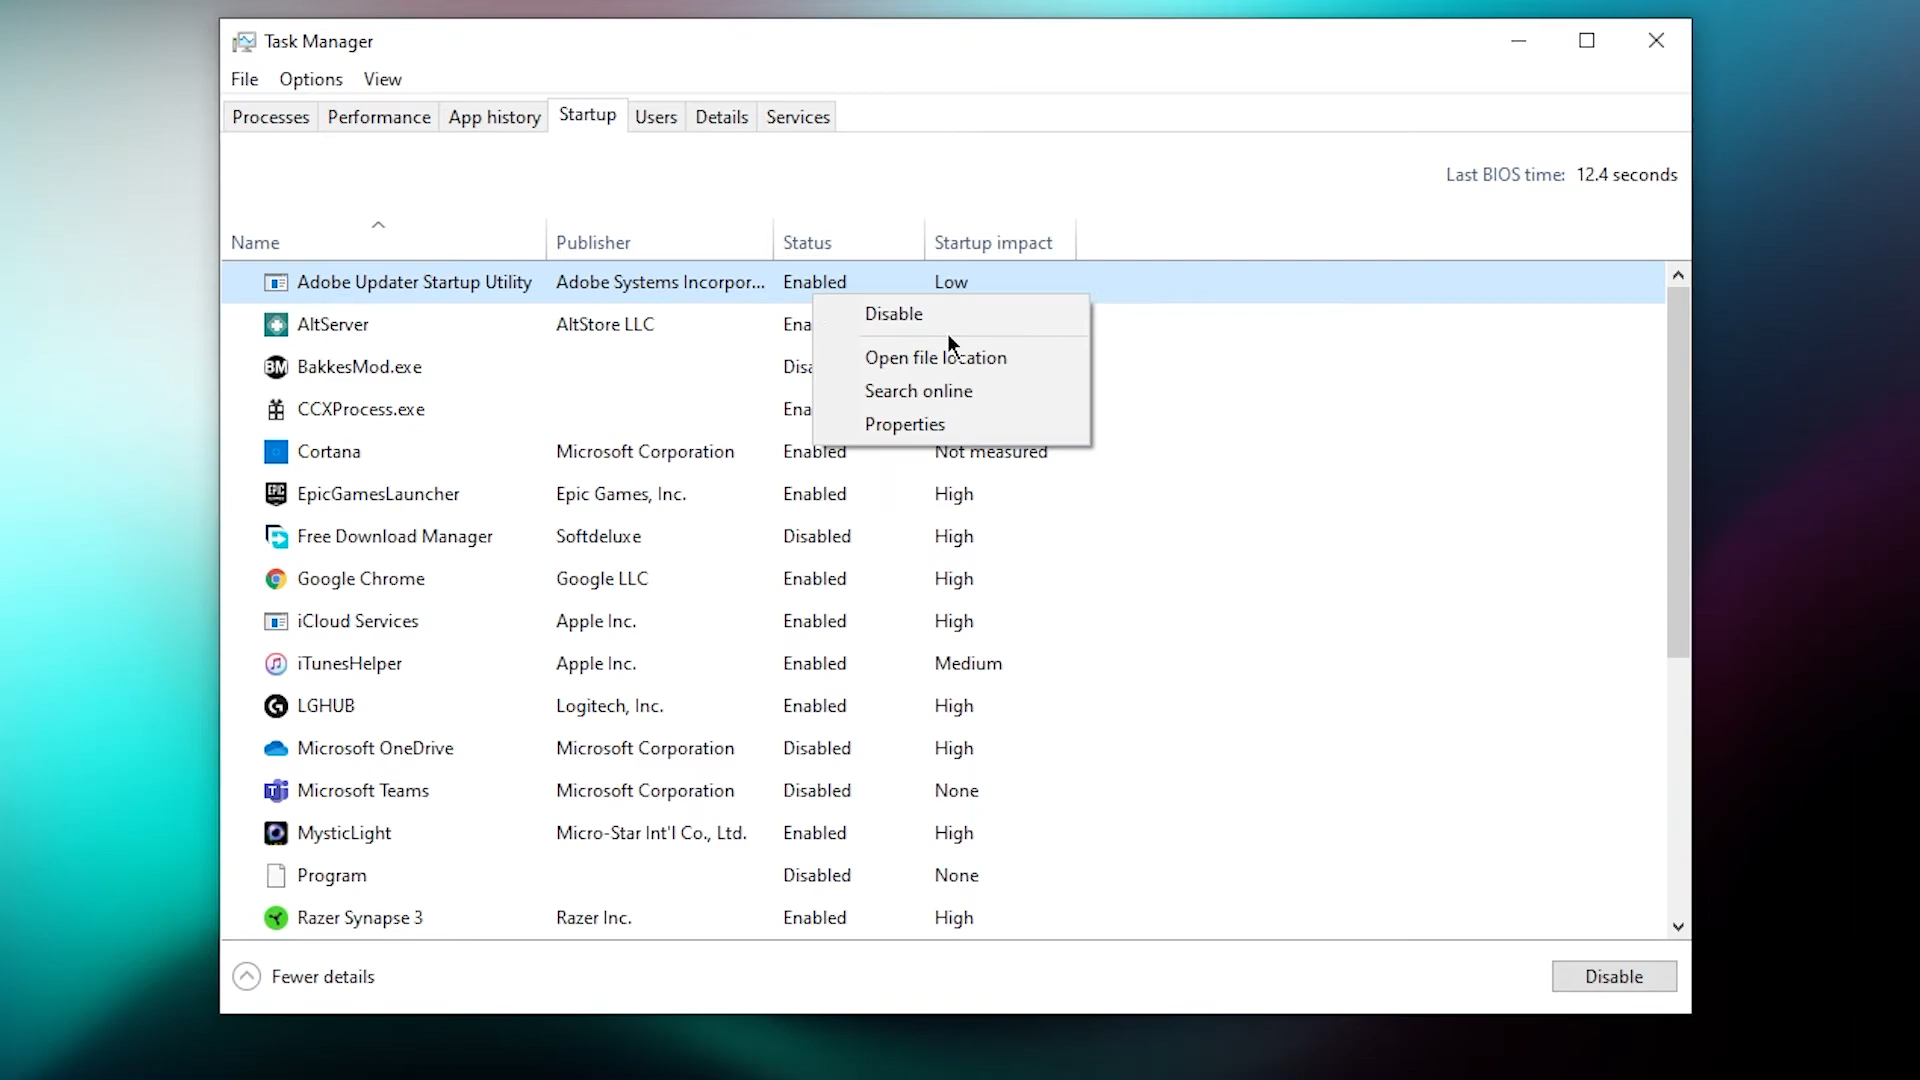 Task Manager
File Options View
Processes Performance App history Startup Users Details Services
Last BIOS time: 12.4 seconds
Name Publisher Status Startup impact
Adobe Updater Startup Utility Adobe Systems Incorpor... Enabled Low
Disable
AltServer AltStore LLC Ena
Open file location
BakkesMod.exe Disa
BM
Search online
CCXProcess.exe Ena
Properties
Cortana Microsoft Corporation Enabled Not measured
EpicGamesLauncher Epic Games, Inc. Enabled High
EPIC
Free Download Manager Softdeluxe Disabled High
Google Chrome Google LLC Enabled High
iCloud Services Apple Inc. Enabled High
iTunesHelper Apple Inc. Enabled Medium
LGHUB Logitech, Inc. Enabled High
Microsoft OneDrive Microsoft Corporation Disabled High
Microsoft Teams Microsoft Corporation Disabled None
MysticLight Micro-Star Int'l Co., Ltd. Enabled High
Program Disabled None
Razer Synapse 3 Razer Inc. Enabled High
Fewer details Disable